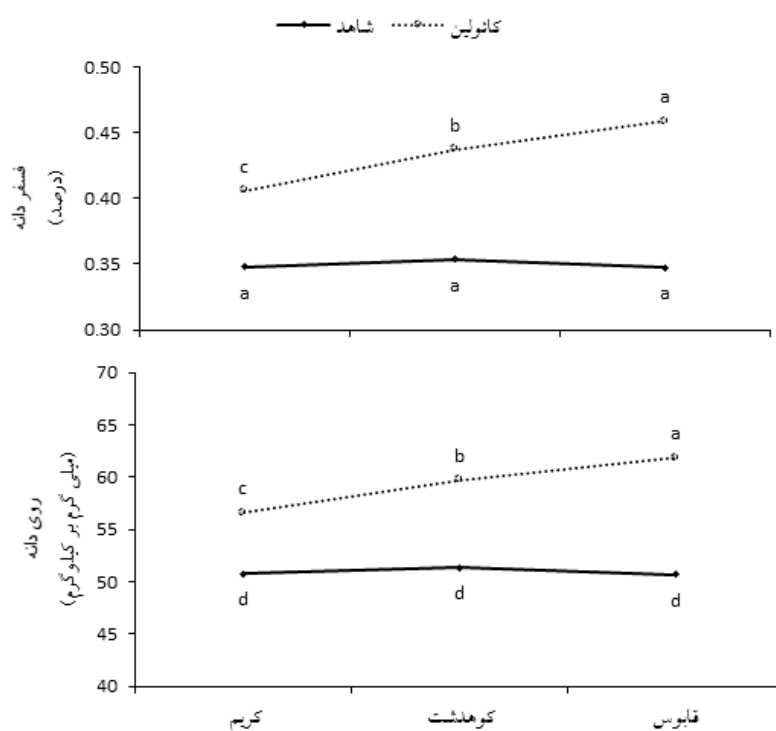 شاهد کائولین
0.50
0.45
0.40
0.35
0.30
فسفر دانه
(درصد)
c b a
a a a
70
65
60
55
50
45
40
روی دانه
(میلی گرم بر کیلوگرم)
c b a
d d d
کریم کوهدشت قابوس